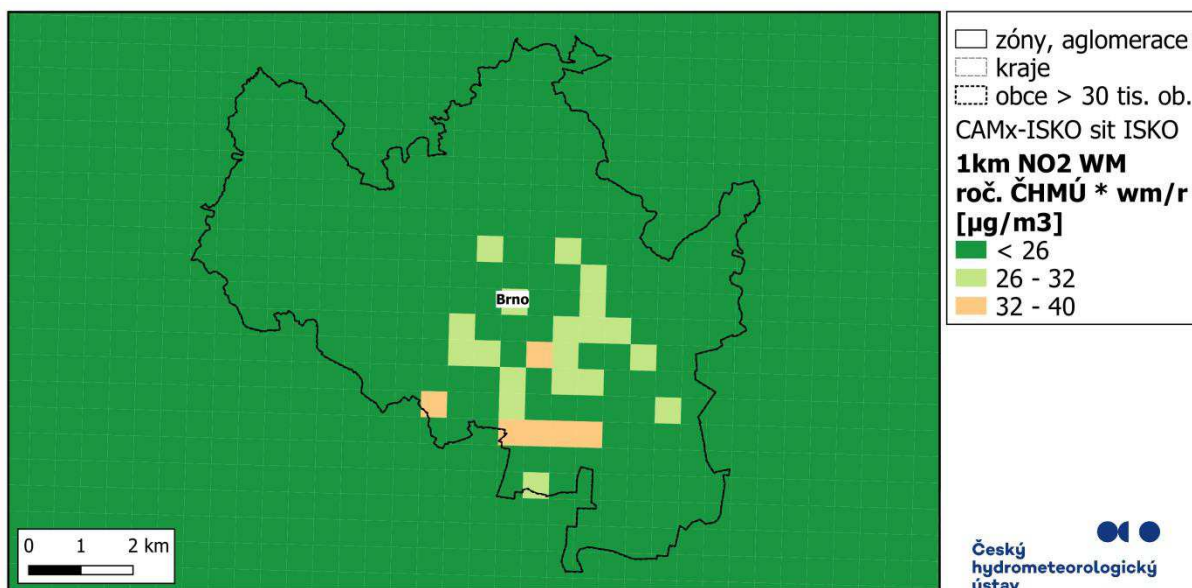 Brno
0 1 2 km
zóny, aglomerace
kraje
obce > 30 tis. ob.
CAMx-ISKO sit ISKO
1km NO2 WM
roč. ČHMÚ * wm/r
[µg/m3]
< 26
26 - 32
32 - 40
Český
hydrometeorologický
ústav